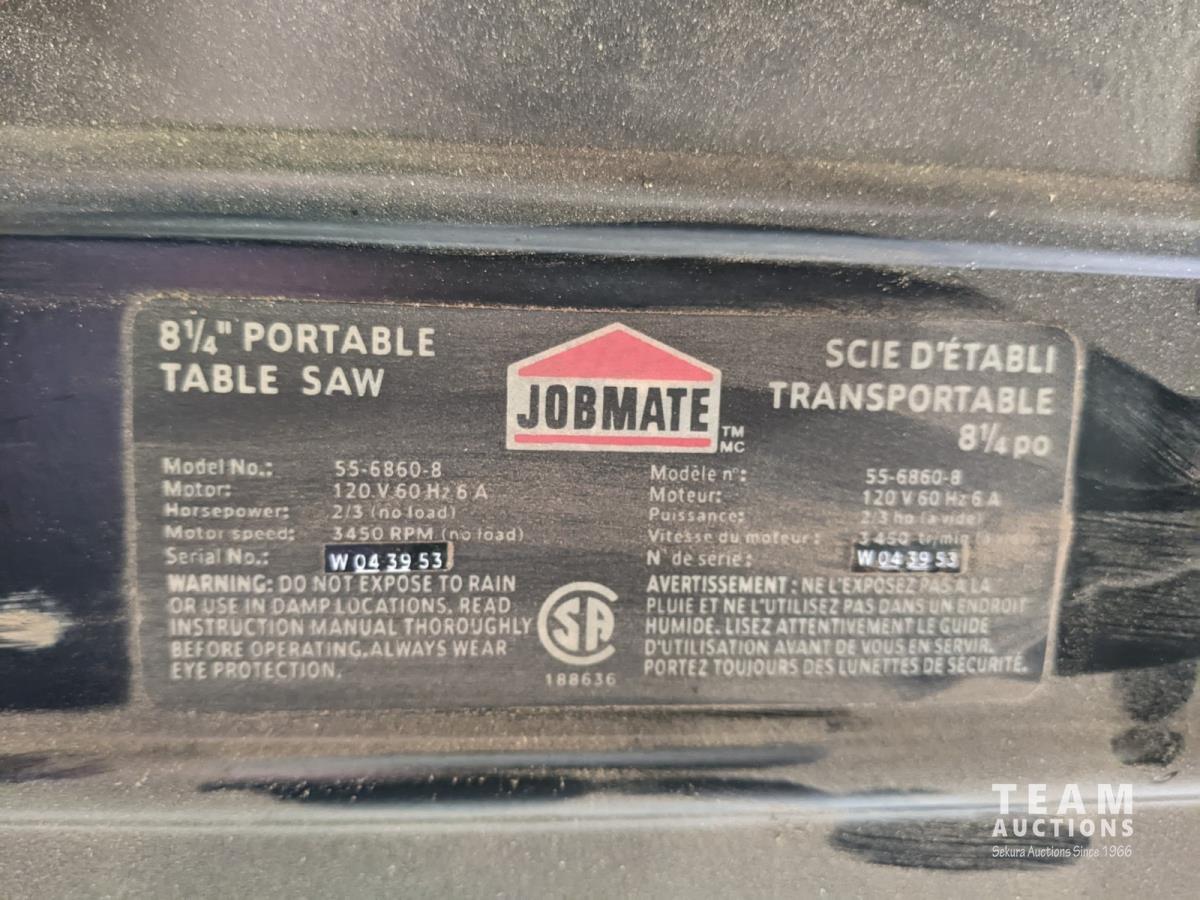 8¼" PORTABLE
TABLE SAW
JOBMATE
TM
MC
SCIE D'ÉTABLI
TRANSPORTABLE
8¼ po
Model No.: 55-6860-8
Motor: 120 V 60 Hz 6 A
Horsepower: 2/3 (no load)
Motor speed: 3450 RPM (no load)
Serial No.: W 04 39 53
WARNING: DO NOT EXPOSE TO RAIN
OR USE IN DAMP LOCATIONS. READ
INSTRUCTION MANUAL THOROUGHLY
BEFORE OPERATING. ALWAYS WEAR
EYE PROTECTION.
SA
188636
Modèle n°: 55-6860-8
Moteur: 120 V 60 Hz 6 A
Puissance: 2/3 hp (à vide)
Vitesse du moteur: 3 450 tr/min (à vide)
N° de série: W 04 39 53
AVERTISSEMENT: NE L'EXPOSEZ PAS À LA
PLUIE ET NE L'UTILISEZ PAS DANS UN ENDROIT
HUMIDE. LISEZ ATTENTIVEMENT LE GUIDE
D'UTILISATION AVANT DE VOUS EN SERVIR.
PORTEZ TOUJOURS DES LUNETTES DE SÉCURITÉ.
TEAM
AUCTIONS
Sekura Auctions Since 1966